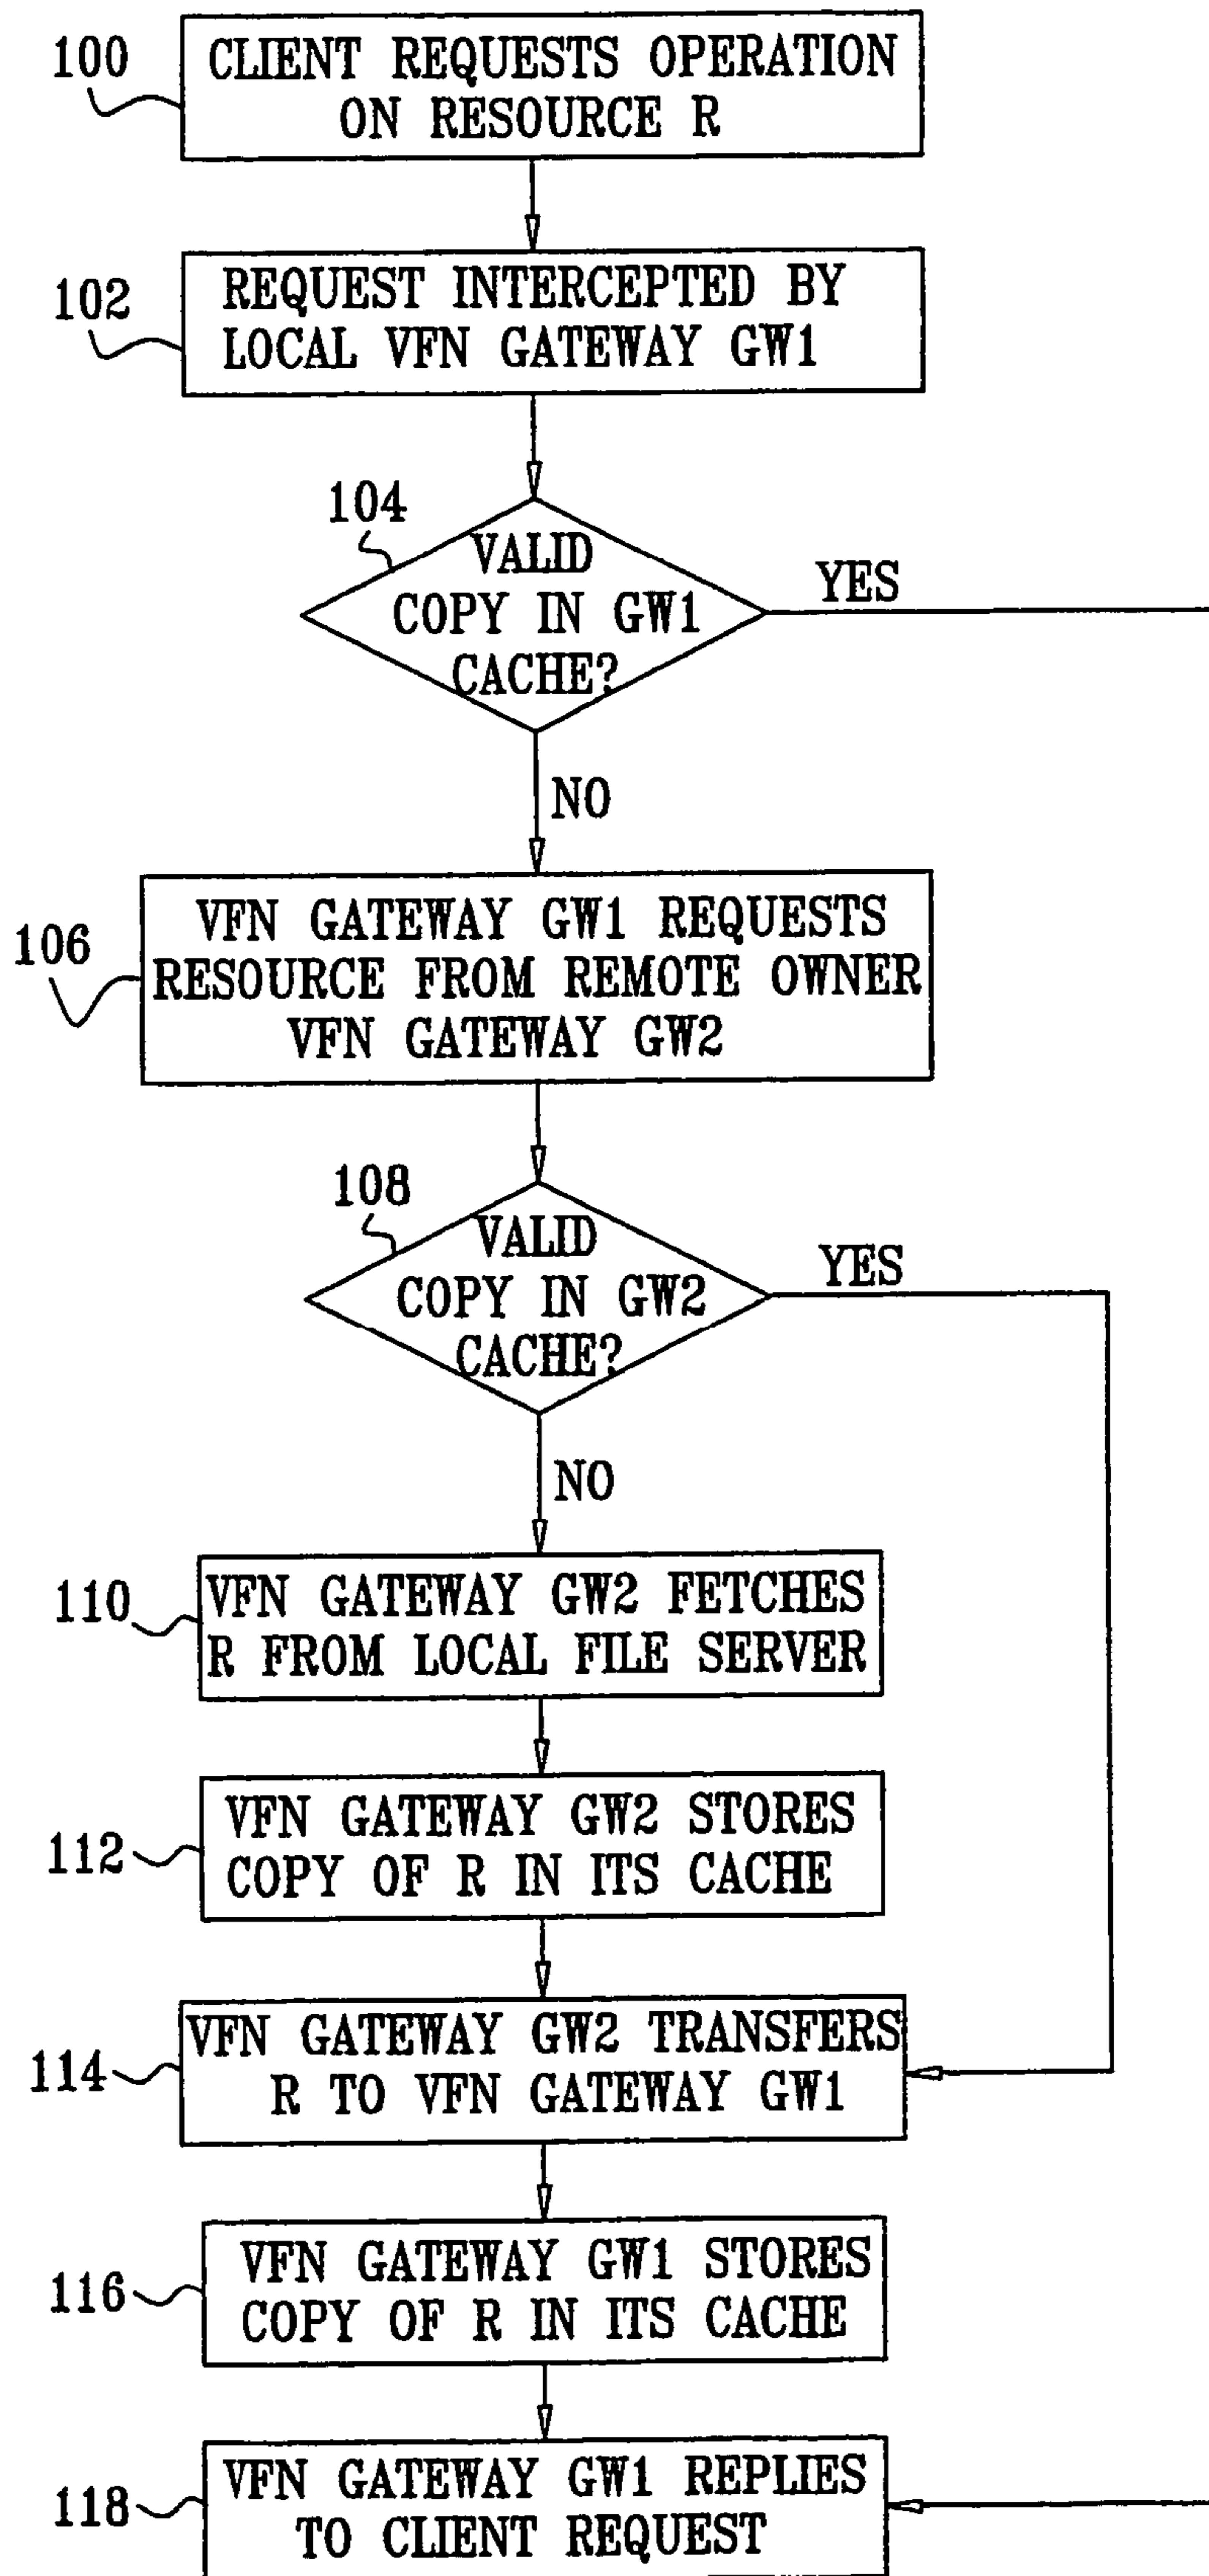 100
CLIENT REQUESTS OPERATION
ON RESOURCE R
102
REQUEST INTERCEPTED BY
LOCAL VFN GATEWAY GW1
104
VALID
COPY IN GW1
CACHE?
YES
NO
106
VFN GATEWAY GW1 REQUESTS
RESOURCE FROM REMOTE OWNER
VFN GATEWAY GW2
108
VALID
COPY IN GW2
CACHE?
YES
NO
110
VFN GATEWAY GW2 FETCHES
R FROM LOCAL FILE SERVER
112
VFN GATEWAY GW2 STORES
COPY OF R IN ITS CACHE
114
VFN GATEWAY GW2 TRANSFERS
R TO VFN GATEWAY GW1
116
VFN GATEWAY GW1 STORES
COPY OF R IN ITS CACHE
118
VFN GATEWAY GW1 REPLIES
TO CLIENT REQUEST